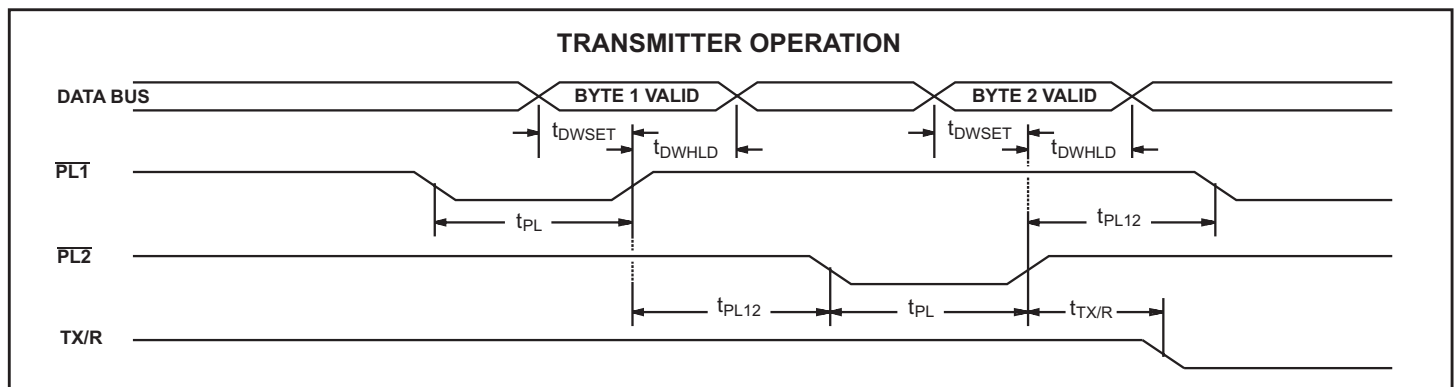 TRANSMITTER OPERATION
DATA BUS
BYTE 1 VALID
BYTE 2 VALID
tDWSET
tDWHLD
tDWSET
tDWHLD
PL1
tPL
tPL12
PL2
tPL12
tPL
tTX/R
TX/R